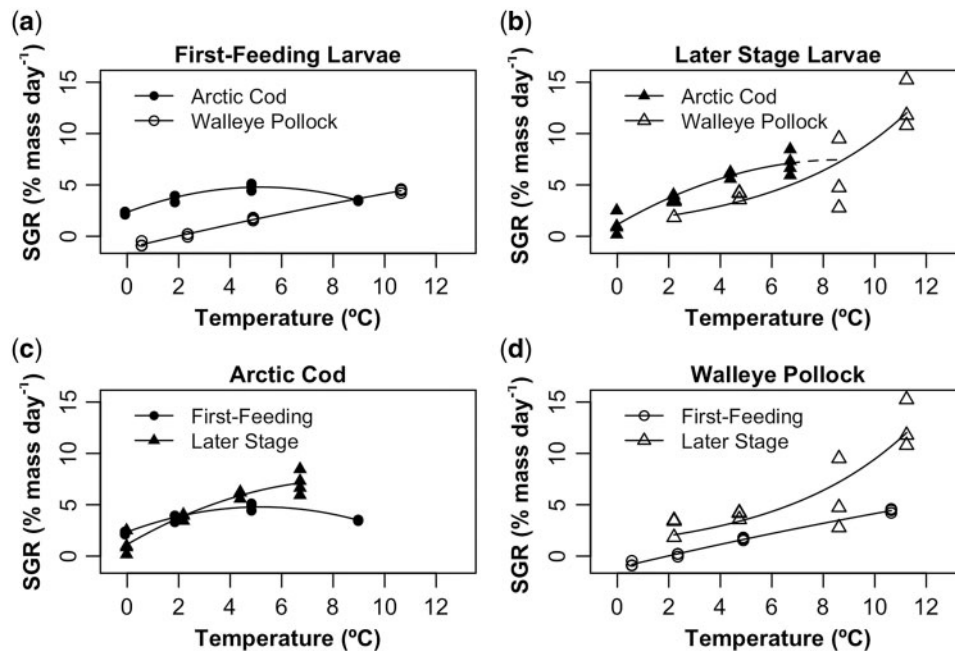 (a)
First-Feeding Larvae
SGR (% mass day-1)
15
10
5
0
Arctic Cod
Walleye Pollock
0 2 4 6 8 10 12
Temperature (ºC)
(b)
Later Stage Larvae
SGR (% mass day-1)
15
10
5
0
Arctic Cod
Walleye Pollock
0 2 4 6 8 10 12
Temperature (ºC)
(c)
Arctic Cod
SGR (% mass day-1)
15
10
5
0
First-Feeding
Later Stage
0 2 4 6 8 10 12
Temperature (ºC)
(d)
Walleye Pollock
SGR (% mass day-1)
15
10
5
0
First-Feeding
Later Stage
0 2 4 6 8 10 12
Temperature (ºC)